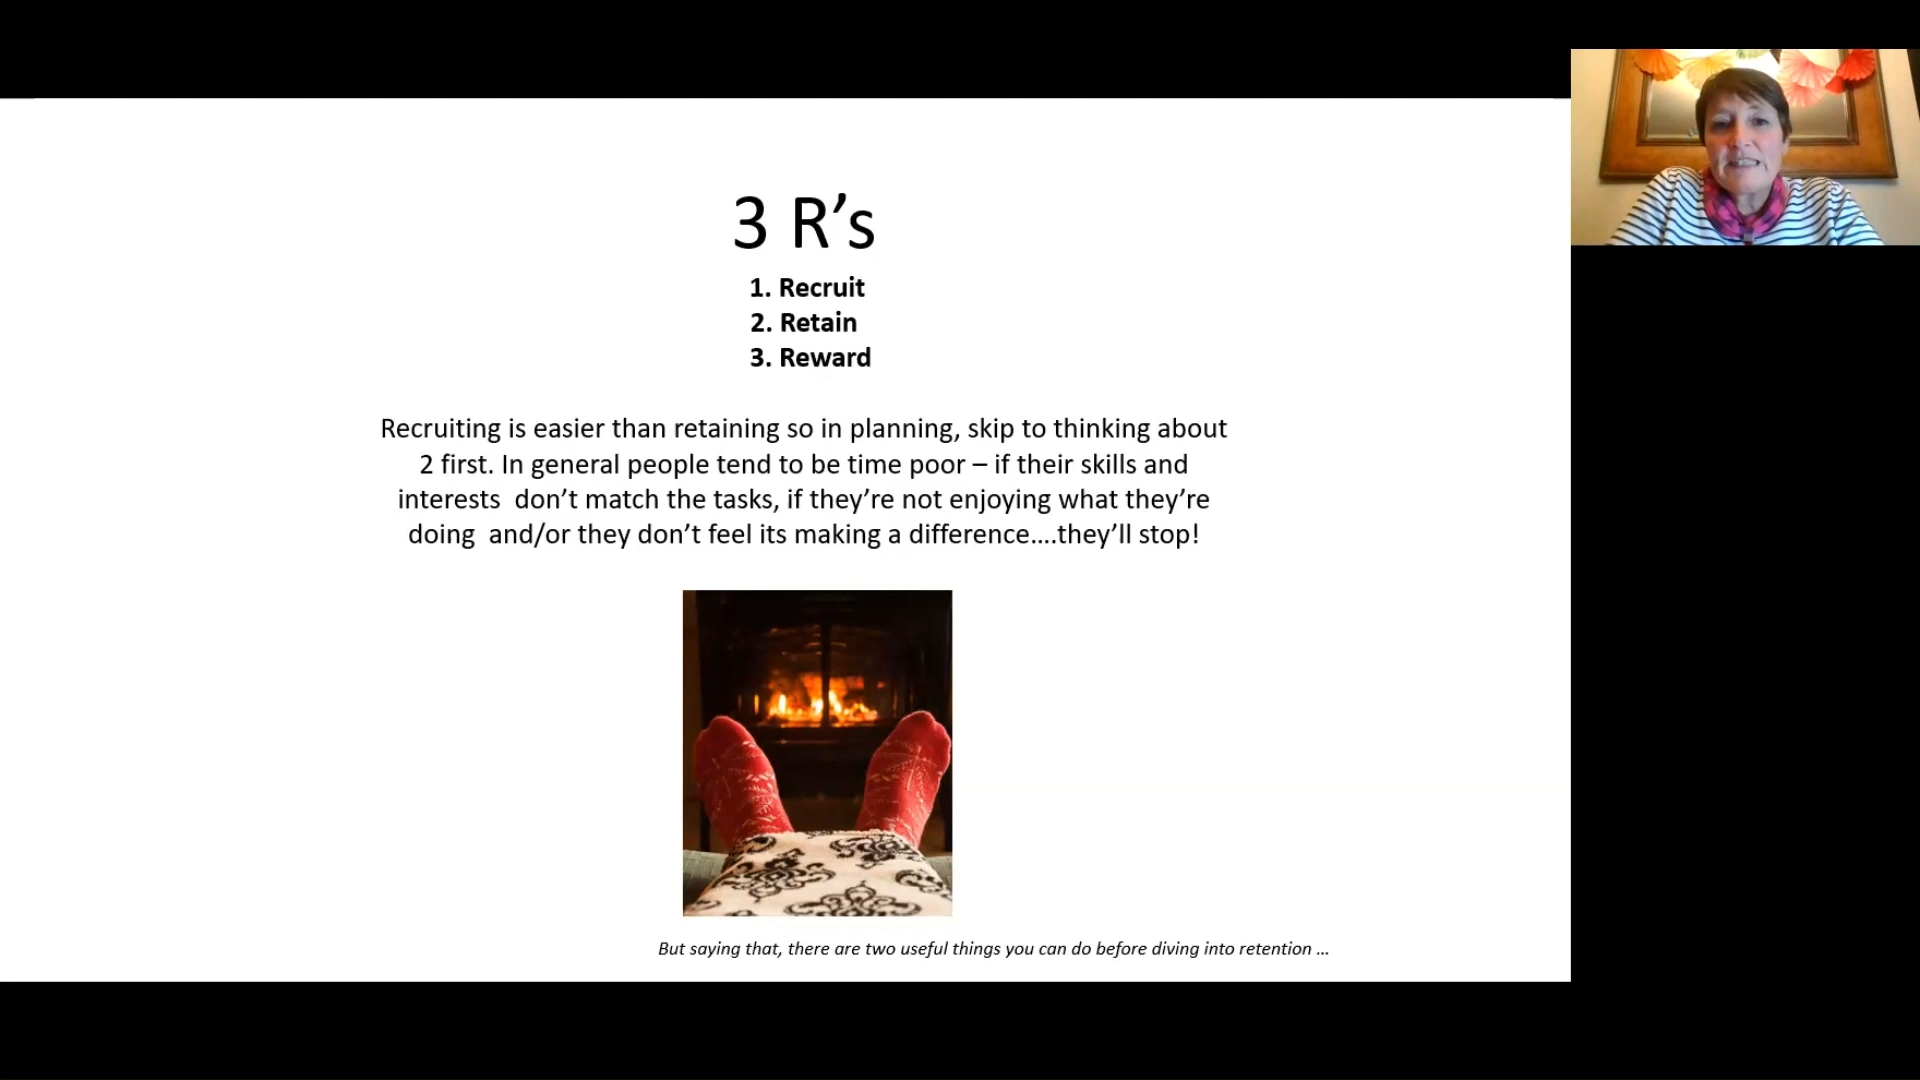 3 R’s
1. Recruit
2. Retain
3. Reward
Recruiting is easier than retaining so in planning, skip to thinking about
2 first. In general people tend to be time poor – if their skills and
interests  don’t match the tasks, if they’re not enjoying what they’re
doing  and/or they don’t feel its making a difference….they’ll stop!
But saying that, there are two useful things you can do before diving into retention …